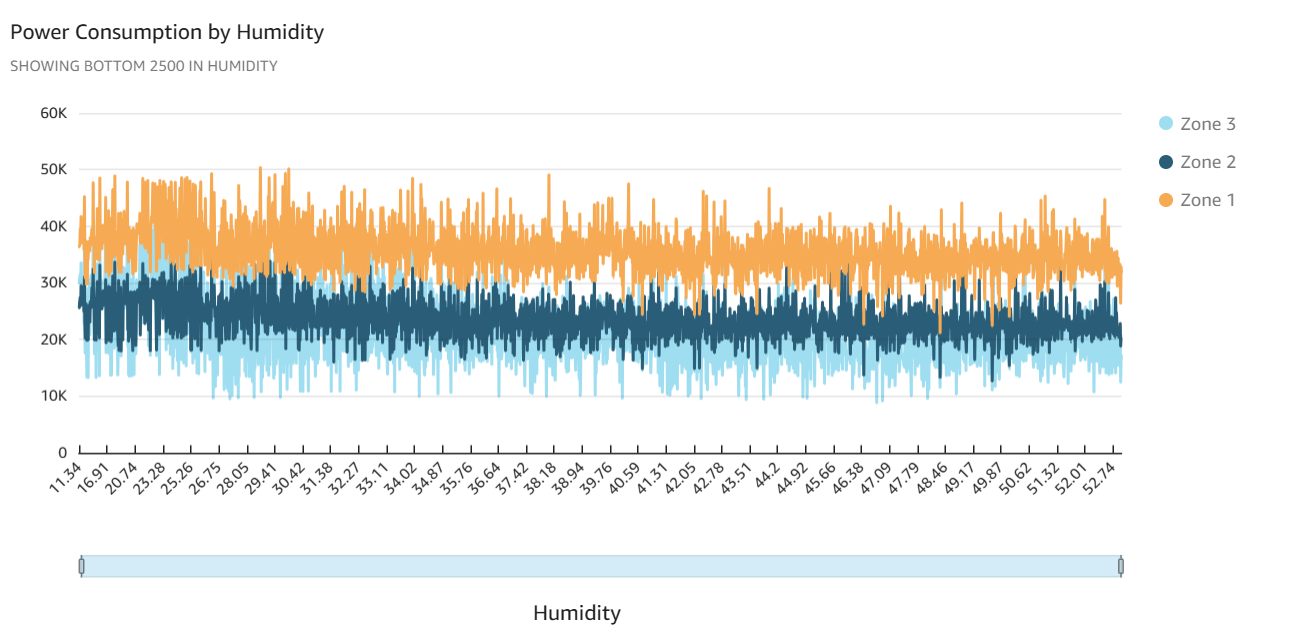 Power Consumption by Humidity
SHOWING BOTTOM 2500 IN HUMIDITY
60K
50K
40K
30K
20K
10K
0
Zone 3
Zone 2
Zone 1
11.34 16.91 20.74 23.28 25.26 26.75 28.05 29.41 30.42 31.38 32.27 33.11 34.02 34.87 35.76 36.64 37.42 38.18 38.94 39.76 40.59 41.31 42.05 42.78 43.51 44.2 44.92 45.66 46.38 47.09 47.79 48.46 49.17 49.87 50.62 51.32 52.01 52.74
Humidity